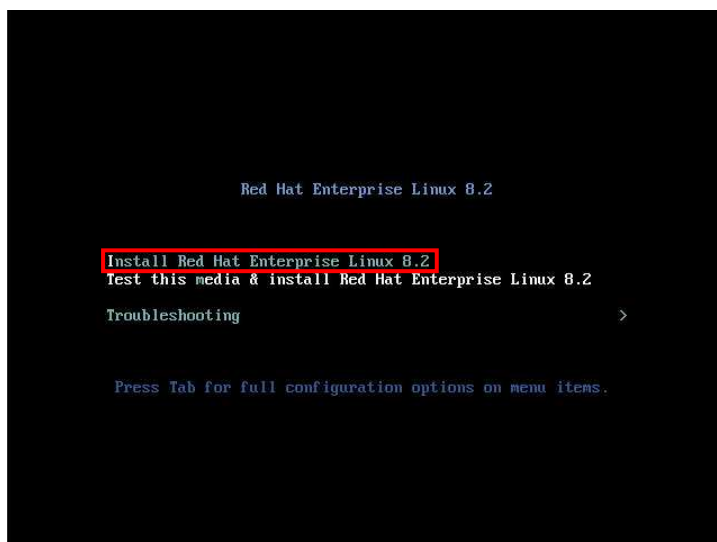 Red Hat Enterprise Linux 8.2
Install Red Hat Enterprise Linux 8.2
Test this media & install Red Hat Enterprise Linux 8.2
Troubleshooting >
Press Tab for full configuration options on menu items.